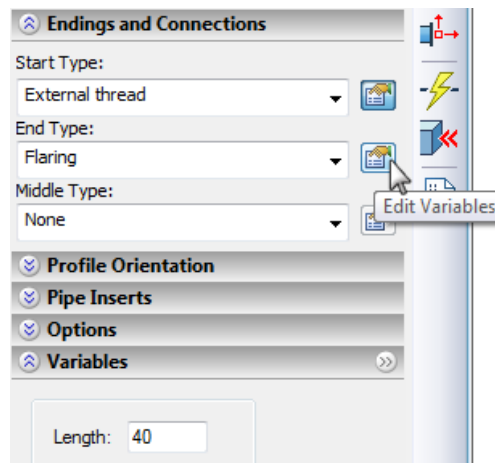 Endings and Connections
Start Type:
External thread
End Type:
Flaring
Middle Type:
Edit Variables
None
Profile Orientation
Pipe Inserts
Options
Variables
Length: 40